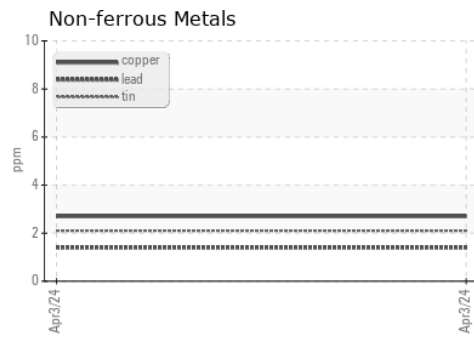 Non-ferrous Metals
10
8
6
4
2
0
ppm
copper
lead
tin
Apr3/24
Apr3/24